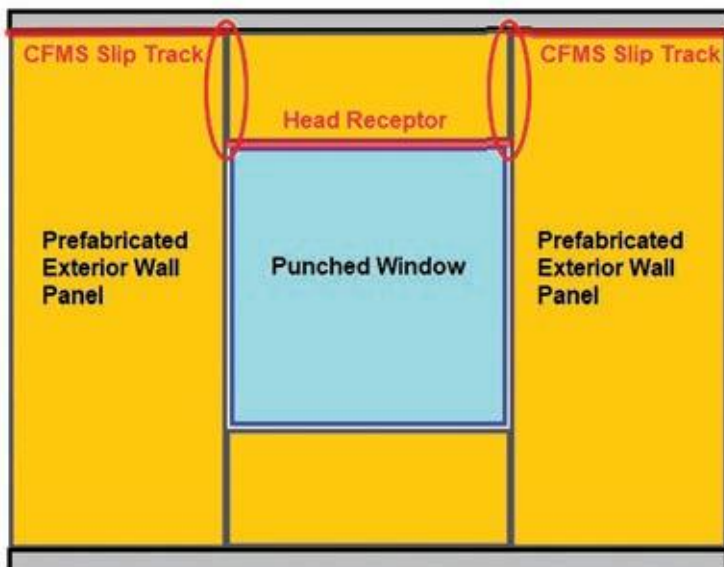 CFMS Slip Track
CFMS Slip Track
Head Receptor
Prefabricated
Exterior Wall
Panel
Punched Window
Prefabricated
Exterior Wall
Panel